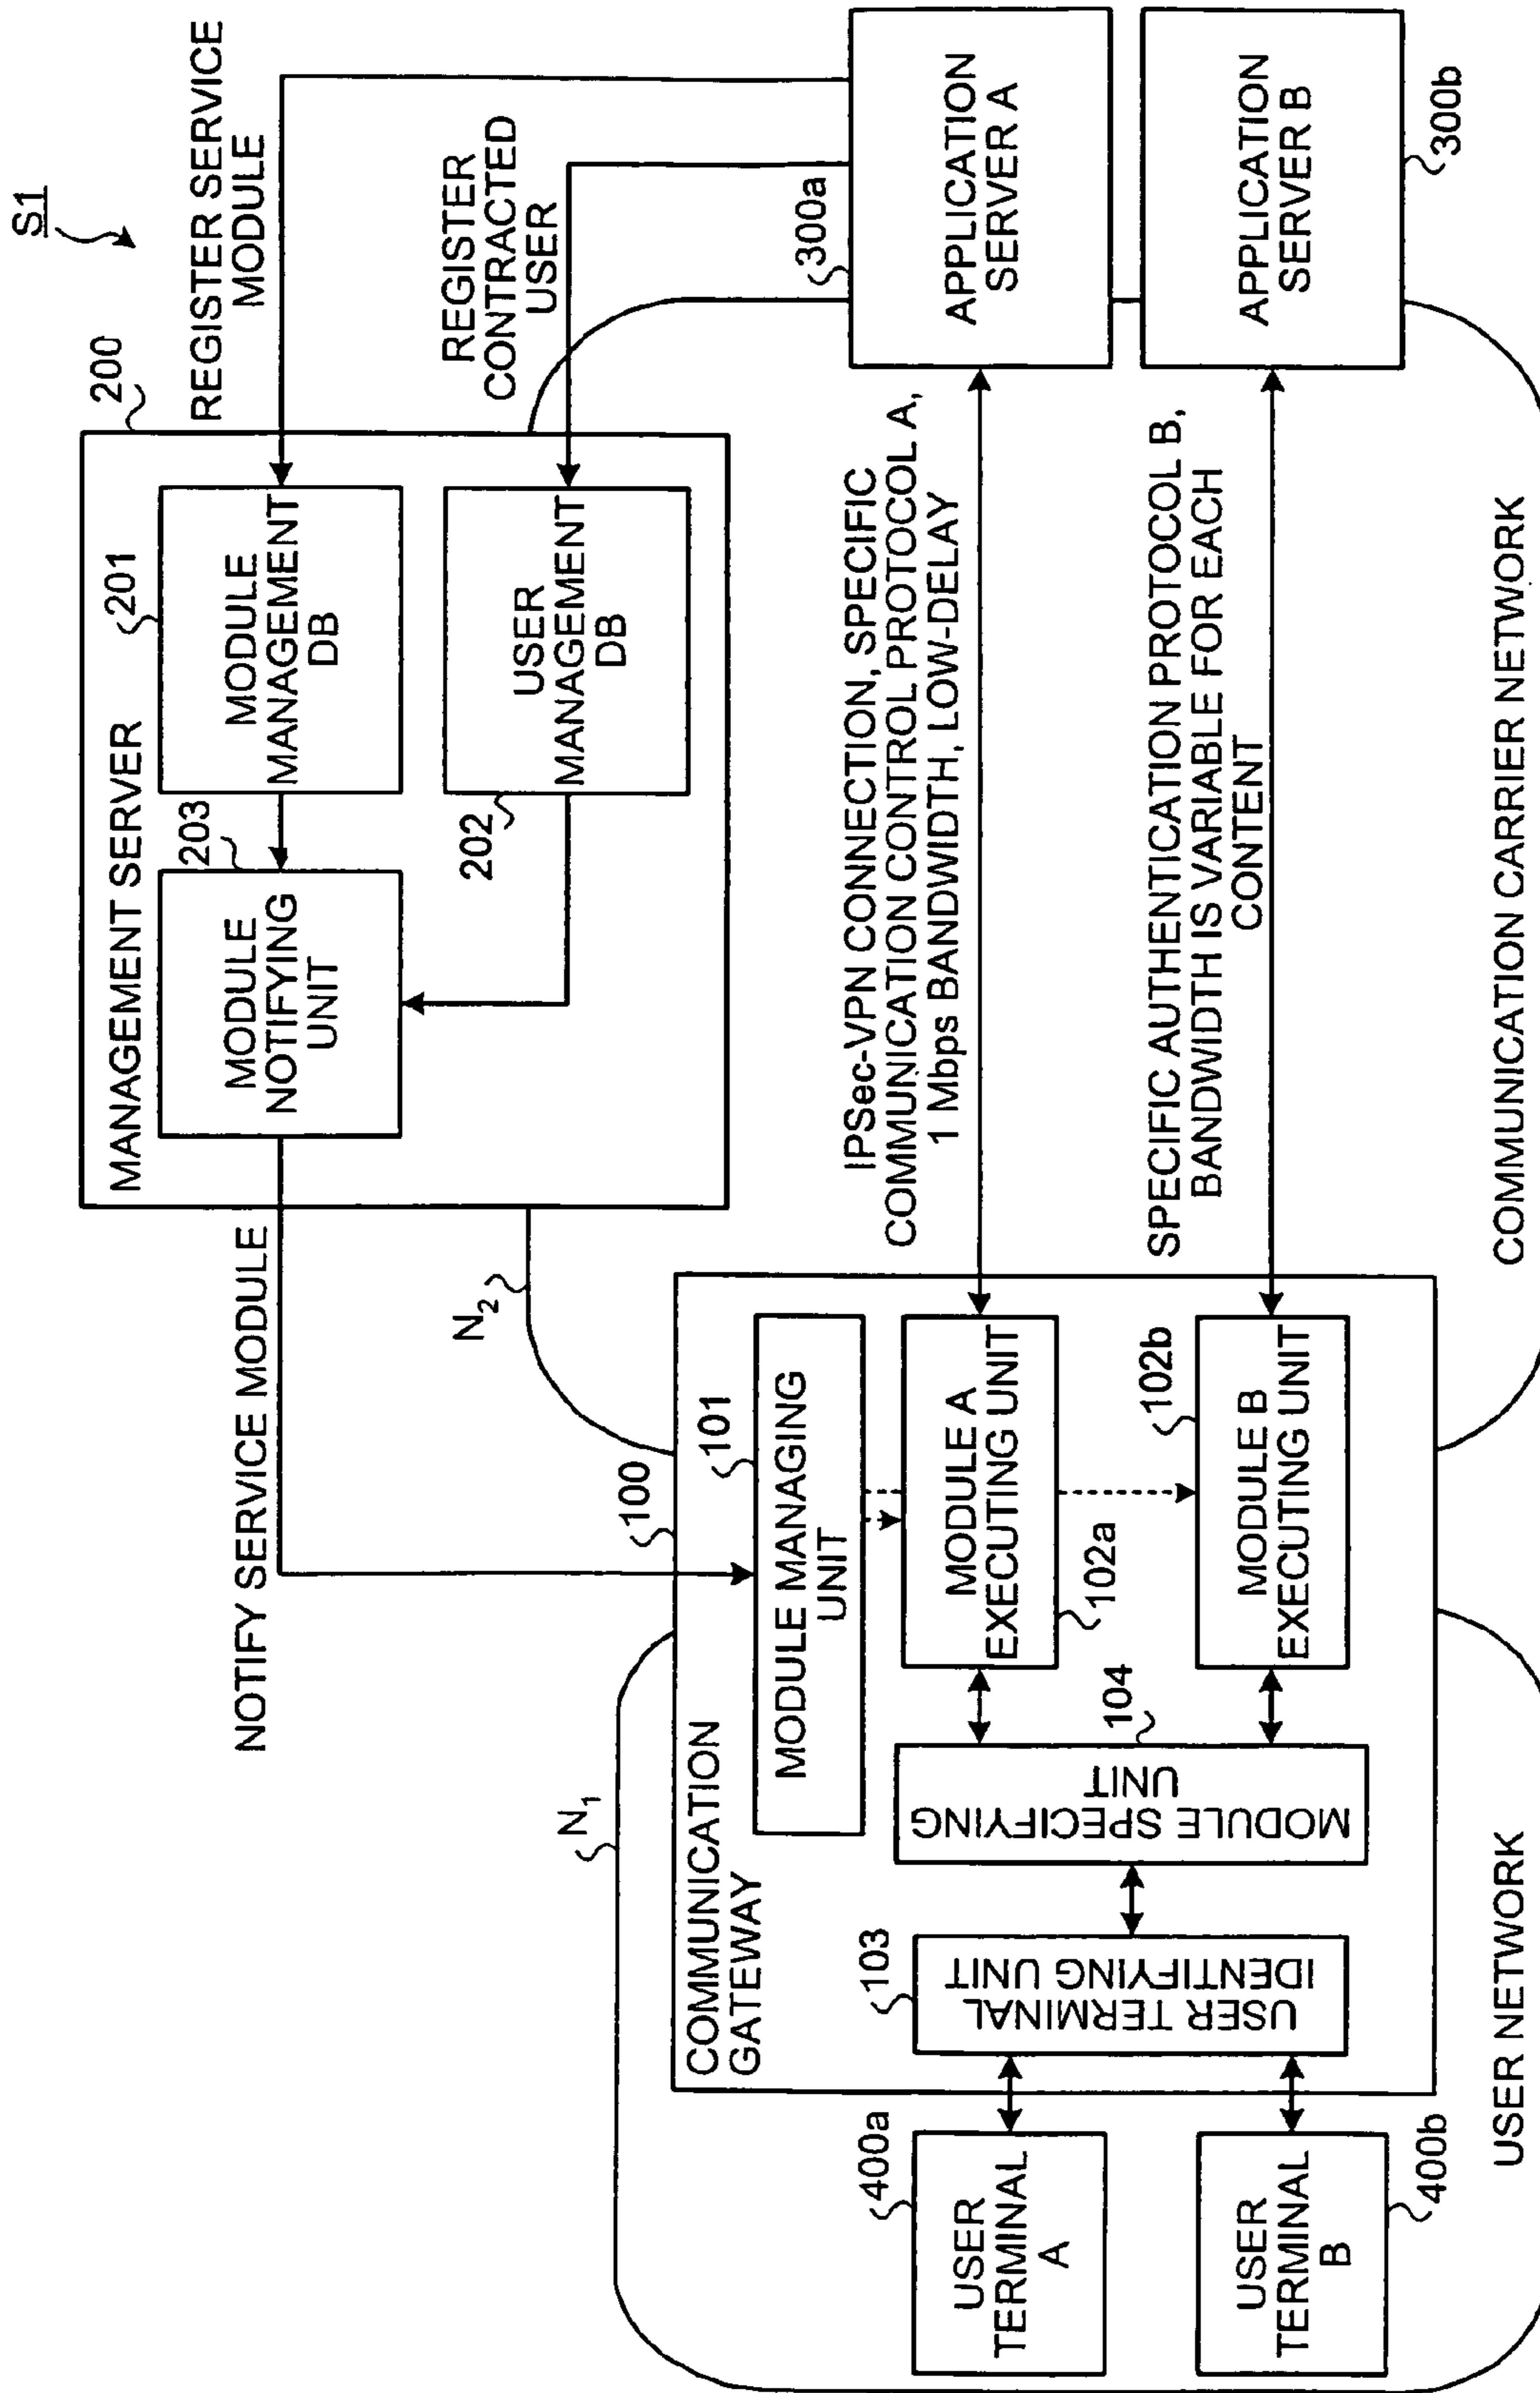 S1
REGISTER SERVICE
MODULE
REGISTER
CONTRACTED
USER
200
MANAGEMENT SERVER
201
MODULE
MANAGEMENT
DB
202
USER
MANAGEMENT
DB
203
MODULE
NOTIFYING
UNIT
NOTIFY SERVICE MODULE
N2
N1
100
COMMUNICATION
GATEWAY
101
MODULE MANAGING
UNIT
MODULE A
EXECUTING UNIT
102a
MODULE B
EXECUTING UNIT
102b
104
MODULE SPECIFYING
UNIT
103
USER TERMINAL
IDENTIFYING UNIT
400a
USER
TERMINAL
A
USER
TERMINAL
B
400b
IPSec-VPN CONNECTION, SPECIFIC
COMMUNICATION CONTROL PROTOCOL A,
1 Mbps BANDWIDTH, LOW-DELAY
SPECIFIC AUTHENTICATION PROTOCOL B,
BANDWIDTH IS VARIABLE FOR EACH
CONTENT
300a
APPLICATION
SERVER A
APPLICATION
SERVER B
300b
USER NETWORK
COMMUNICATION CARRIER NETWORK